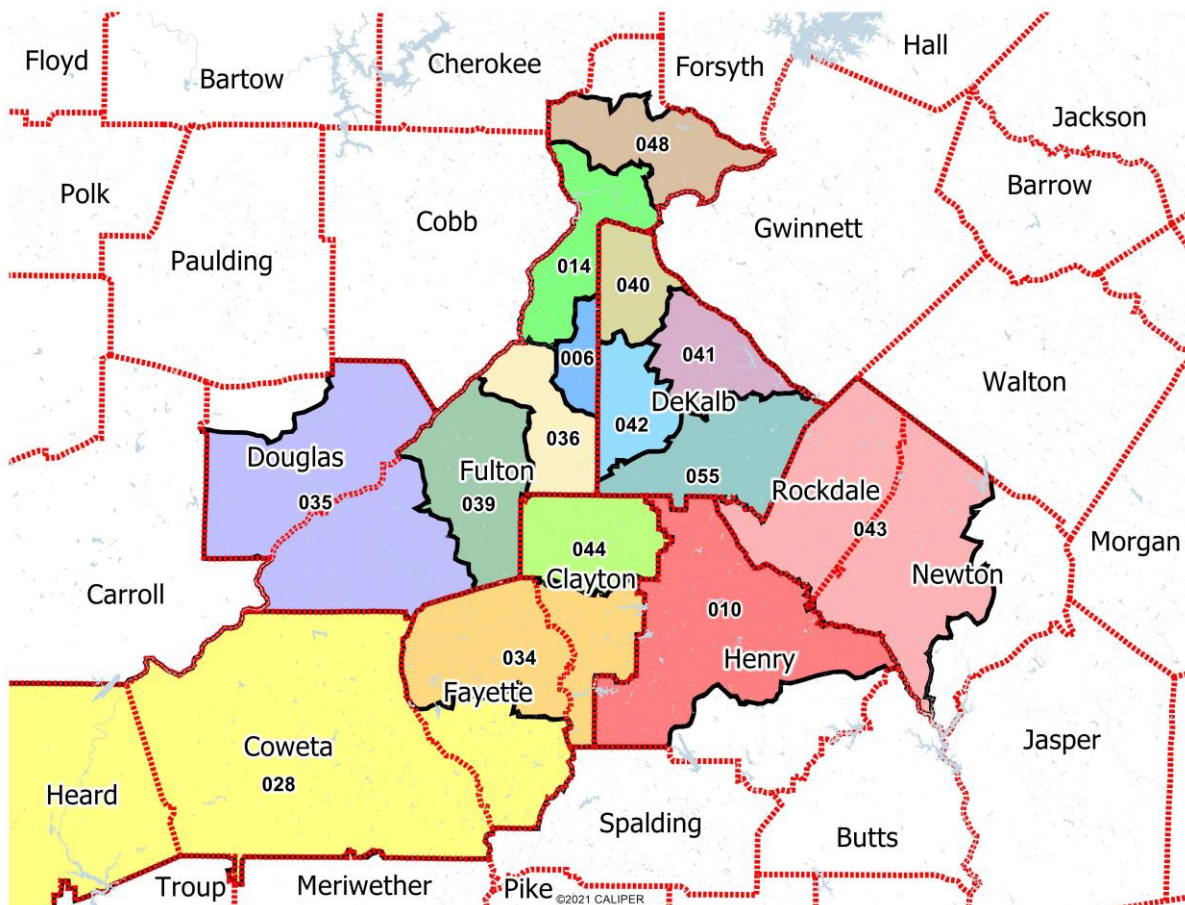 Floyd
Bartow
Cherokee
Forsyth
Hall
Jackson
048
Polk
Barrow
Cobb
Gwinnett
Paulding
014
040
006
041
Walton
DeKalb
042
036
Douglas
Fulton
055
Rockdale
035
039
043
044
Morgan
Clayton
Newton
Carroll
010
034
Henry
Fayette
Coweta
Jasper
028
Heard
Spalding
Butts
Troup
Meriwether
Pike
©2021 CALIPER